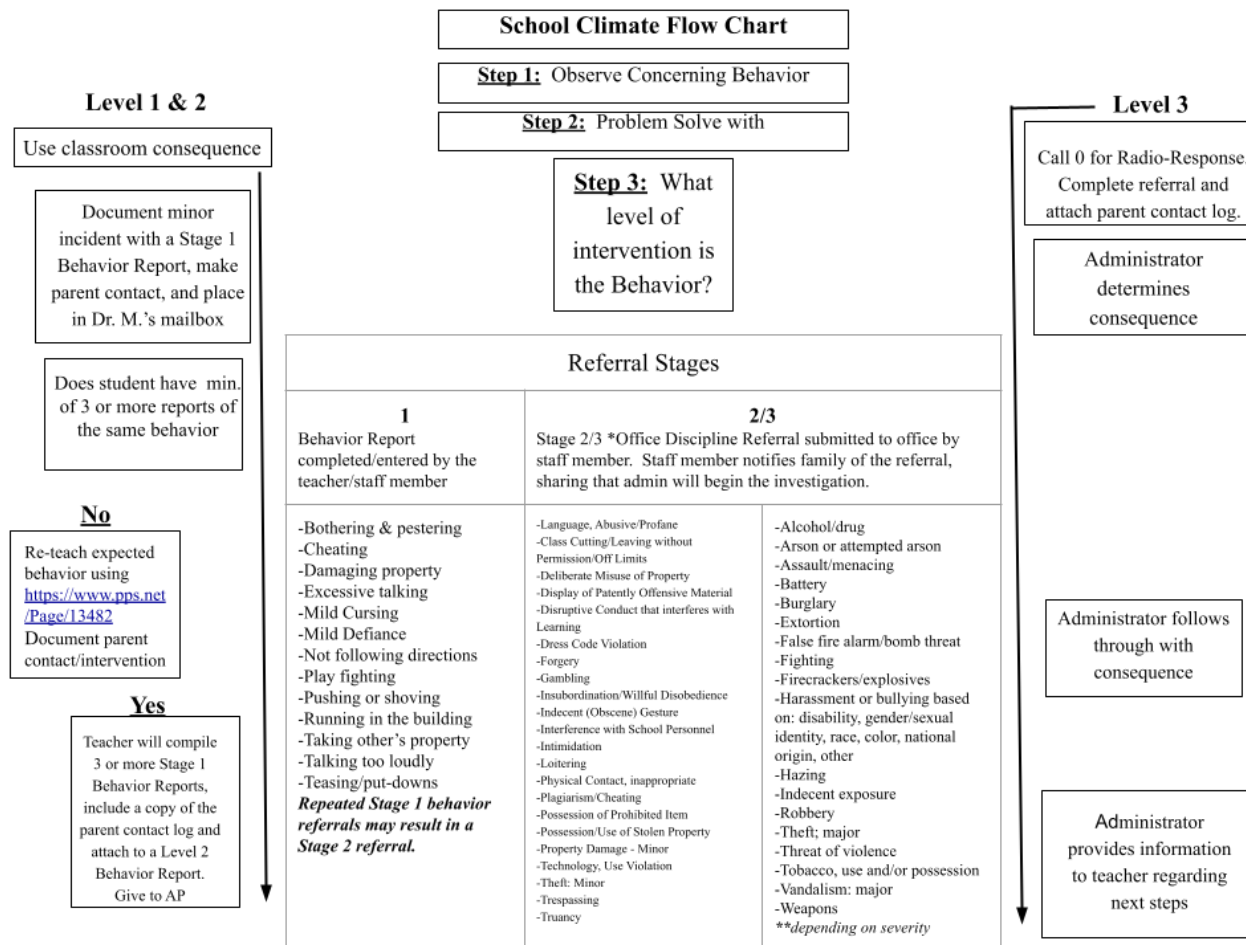 School Climate Flow Chart
Step 1: Observe Concerning Behavior
Step 2: Problem Solve with
Step 3: What
level of
intervention is
the Behavior?
Level 1 & 2
Use classroom consequence
Document minor
incident with a Stage 1
Behavior Report, make
parent contact, and place
in Dr. M.'s mailbox
Does student have min.
of 3 or more reports of
the same behavior
No
Re-teach expected
behavior using
https://www.pps.net
/Page/13482
Document parent
contact/intervention
Yes
Teacher will compile
3 or more Stage 1
Behavior Reports,
include a copy of the
parent contact log and
attach to a Level 2
Behavior Report.
Give to AP
Referral Stages
1
Behavior Report
completed/entered by the
teacher/staff member
2/3
Stage 2/3 *Office Discipline Referral submitted to office by
staff member. Staff member notifies family of the referral,
sharing that admin will begin the investigation.
-Bothering & pestering
-Cheating
-Damaging property
-Excessive talking
-Mild Cursing
-Mild Defiance
-Not following directions
-Play fighting
-Pushing or shoving
-Running in the building
-Taking other's property
-Talking too loudly
-Teasing/put-downs
Repeated Stage 1 behavior
referrals may result in a
Stage 2 referral.
-Language, Abusive/Profane
-Class Cutting/Leaving without
Permission/Off Limits
-Deliberate Misuse of Property
-Display of Patently Offensive Material
-Disruptive Conduct that interferes with
Learning
-Dress Code Violation
-Forgery
-Gambling
-Insubordination/Willful Disobedience
-Indecent (Obscene) Gesture
-Interference with School Personnel
-Intimidation
-Loitering
-Physical Contact, inappropriate
-Plagiarism/Cheating
-Possession of Prohibited Item
-Possession/Use of Stolen Property
-Property Damage - Minor
-Technology, Use Violation
-Theft: Minor
-Trespassing
-Truancy
-Alcohol/drug
-Arson or attempted arson
-Assault/menacing
-Battery
-Burglary
-Extortion
-False fire alarm/bomb threat
-Fighting
-Firecrackers/explosives
-Harassment or bullying based
on: disability, gender/sexual
identity, race, color, national
origin, other
-Hazing
-Indecent exposure
-Robbery
-Theft; major
-Threat of violence
-Tobacco, use and/or possession
-Vandalism: major
-Weapons
**depending on severity
Level 3
Call 0 for Radio-Response.
Complete referral and
attach parent contact log.
Administrator
determines
consequence
Administrator follows
through with
consequence
Administrator
provides information
to teacher regarding
next steps